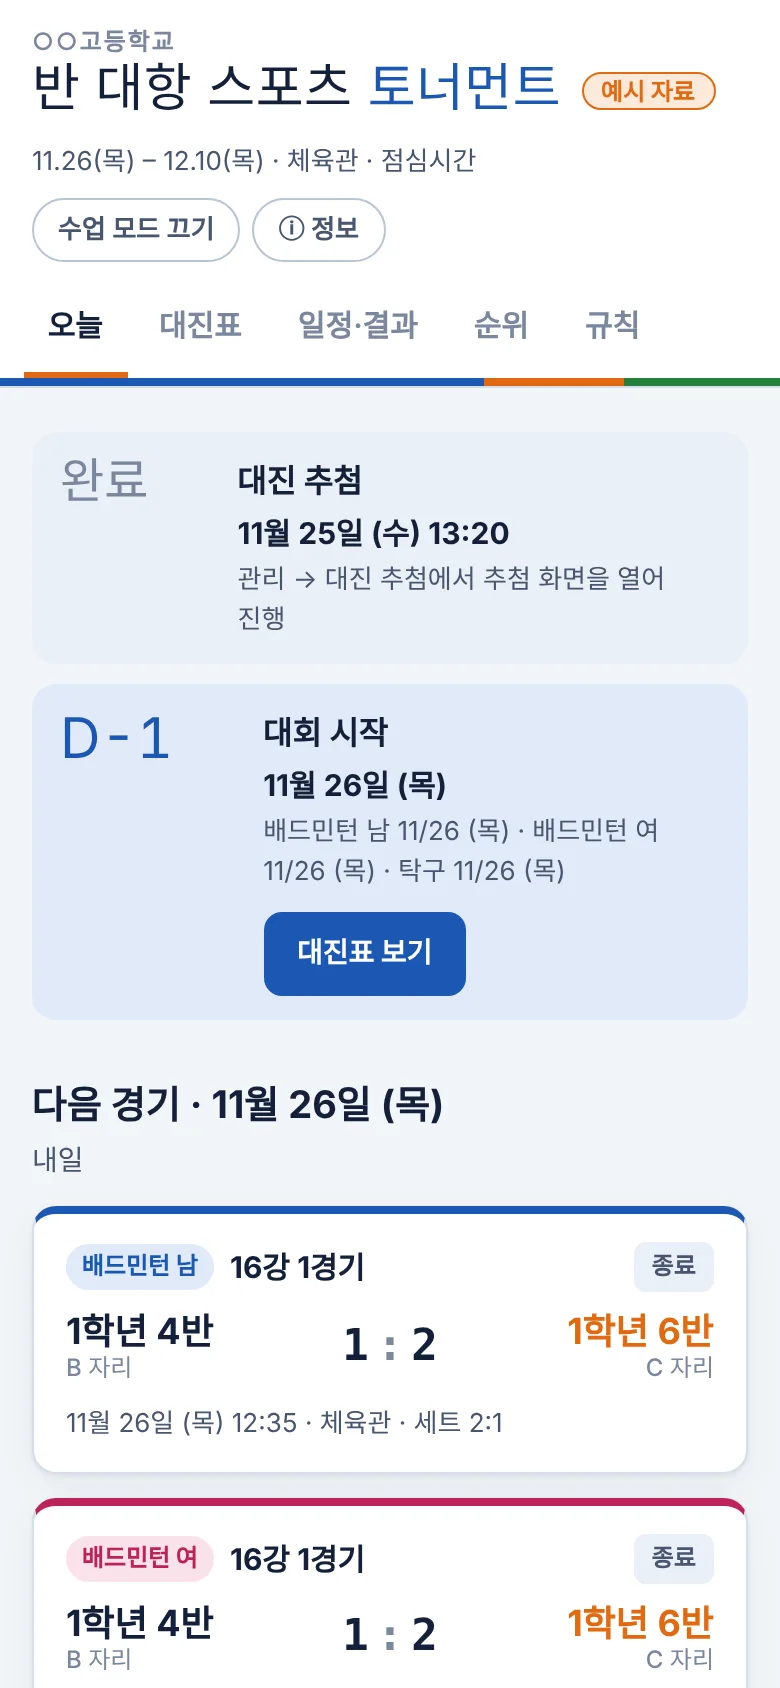 ○○고등학교
반 대항 스포츠 토너먼트 예시 자료
11.26(목) – 12.10(목) · 체육관 · 점심시간
수업 모드 끄기 ⓘ 정보
오늘 대진표 일정·결과 순위 규칙
완료 대진 추첨
11월 25일 (수) 13:20
관리 → 대진 추첨에서 추첨 화면을 열어
진행
D-1 대회 시작
11월 26일 (목)
배드민턴 남 11/26 (목) · 배드민턴 여
11/26 (목) · 탁구 11/26 (목)
대진표 보기
다음 경기 · 11월 26일 (목)
내일
배드민턴 남 16강 1경기 종료
1학년 4반 1 : 2 1학년 6반
B 자리 C 자리
11월 26일 (목) 12:35 · 체육관 · 세트 2:1
배드민턴 여 16강 1경기 종료
1학년 4반 1 : 2 1학년 6반
B 자리 C 자리